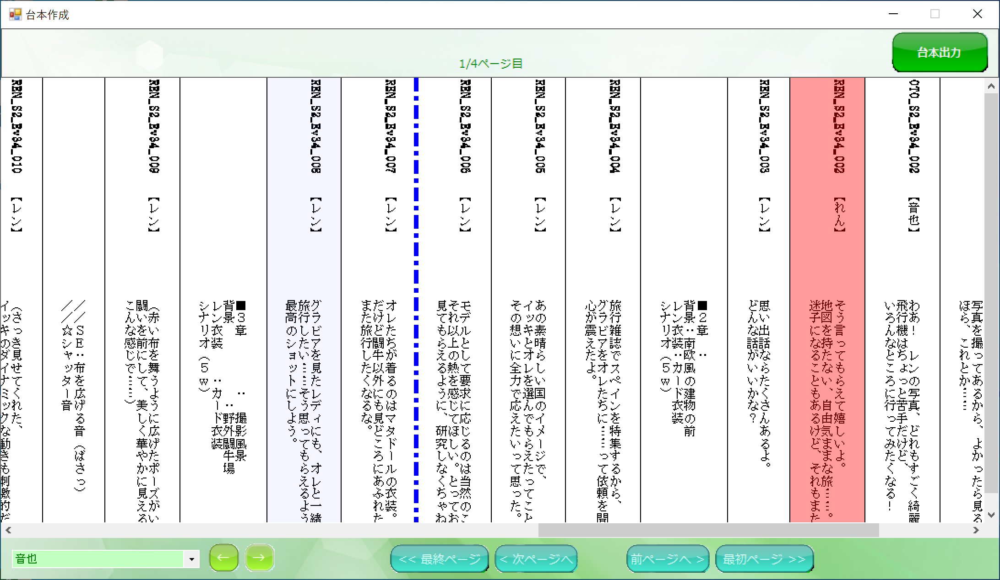 台本作成
台本出力
1/4ページ目
写真を撮ってあるから、よかったら見る
ほら、これとか……
OTO_S2_Ev34_002 【音也】
わあ! レンの写真、どれもすごく綺麗
飛行機はちょっと苦手だけど、
いろんなところに行ってみたくなる!
REN_S2_Ev34_002 【れん】
そう言ってもらえて嬉しいよ。
地図を持たない、自由気ままな旅……。
迷子になることもあるけど、それもまた
REN_S2_Ev34_003 【レン】
思い出話ならたくさんあるよ。
どんな話がいいかな?
■2章 :
背景:南欧風の建物の前
レン衣装:カード衣装
シナリオ(5w)
REN_S2_Ev34_004 【レン】
旅行雑誌でスペインを特集するから、
グラビアをオレたちに……って依頼を聞
心が震えたよ。
REN_S2_Ev34_005 【レン】
あの素晴らしい国のイメージで、
イッキとオレを選んでもらえたってこと
その想いに全力で応えたいって思った。
REN_S2_Ev34_006 【レン】
モデルとして要求に応じるのは当然のこ
それ以上の熱を感じてほしい。とってお
見てもらえるように、研究しなくちゃね
REN_S2_Ev34_007 【レン】
オレたちが着るのはマタドールの衣装。
だけど闘牛以外にも見どころにあふれた
また旅行したくなるな。
REN_S2_Ev34_008 【レン】
グラビアを見たレディにも、オレと一緒
旅行したい……そう思ってもらえるよう
最高のショットにしよう。
■3章 : 撮影風景
背景 :野外闘牛場
レン衣装 :カード衣装
シナリオ(5w)
REN_S2_Ev34_009 【レン】
(赤い布を舞うように広げたポーズがい
闘いを前にして、美しく華やかに見える
こんな感じで……)
//SE:布を広げる音(ばさっ)
//☆シャッター音
REN_S2_Ev34_010 【レン】
(さっき見せてくれた、
イッキのダイナミックな動きも刺激的だ
音也
←
→
<< 最終ページ
< 次ページへ
前ページへ >
最初ページ >>